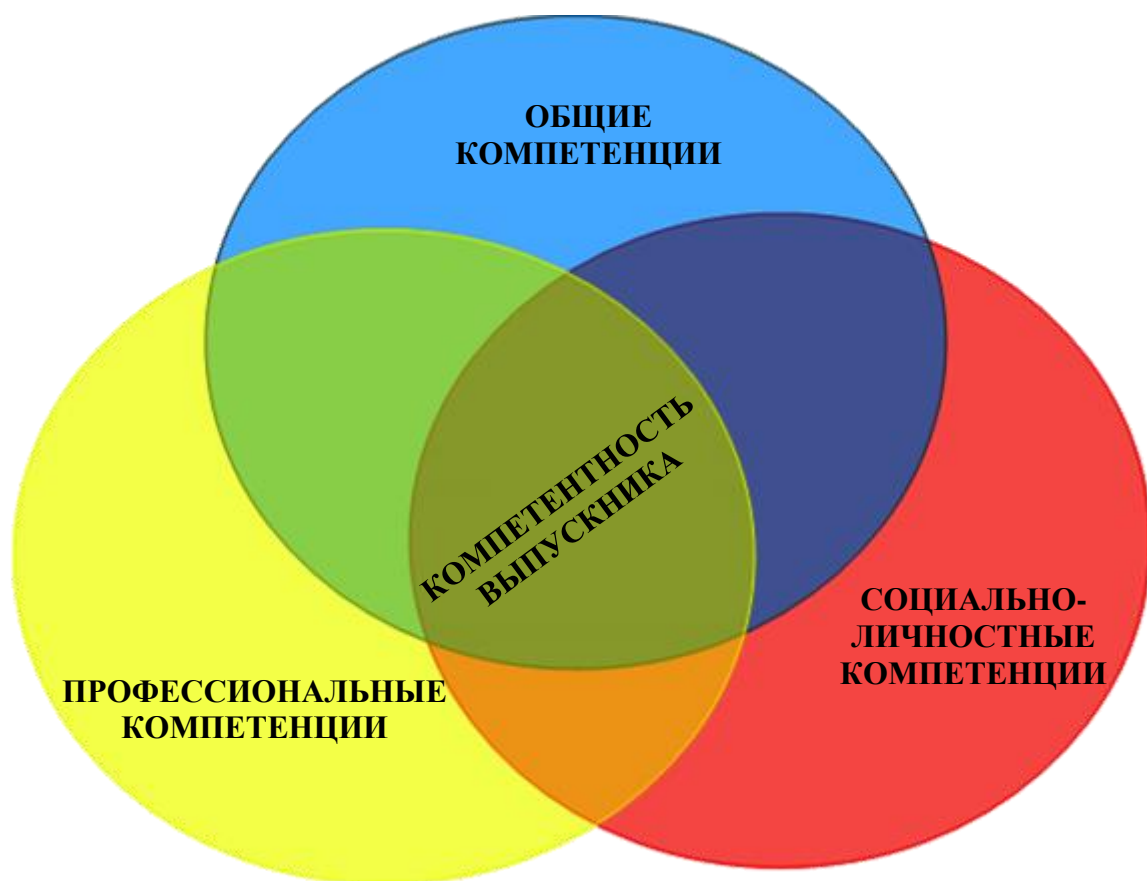 ОБЩИЕ
КОМПЕТЕНЦИИ
КОМПЕТЕНТНОСТЬ
ВЫПУСКНИКА
СОЦИАЛЬНО-
ЛИЧНОСТНЫЕ
КОМПЕТЕНЦИИ
ПРОФЕССИОНАЛЬНЫЕ
КОМПЕТЕНЦИИ